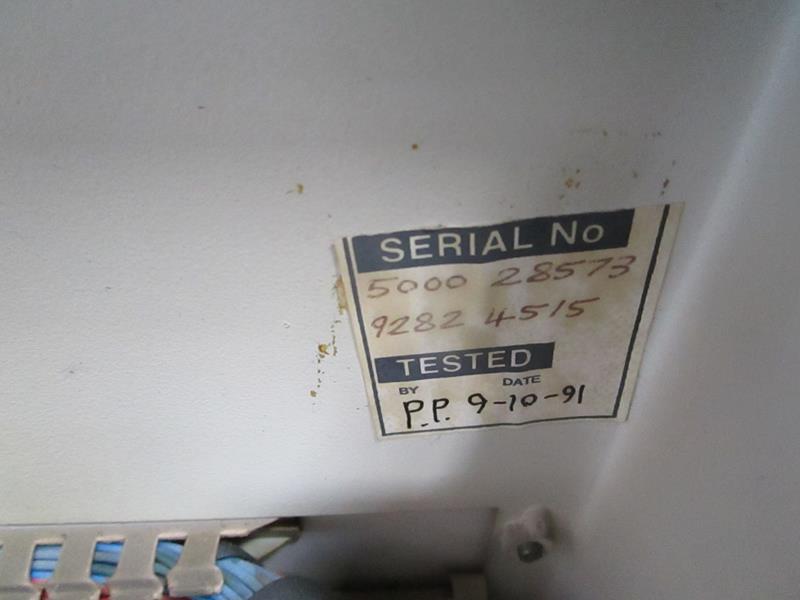 SERIAL No
5000 28573
9282 4515
TESTED
BY DATE
P.P. 9-10-91